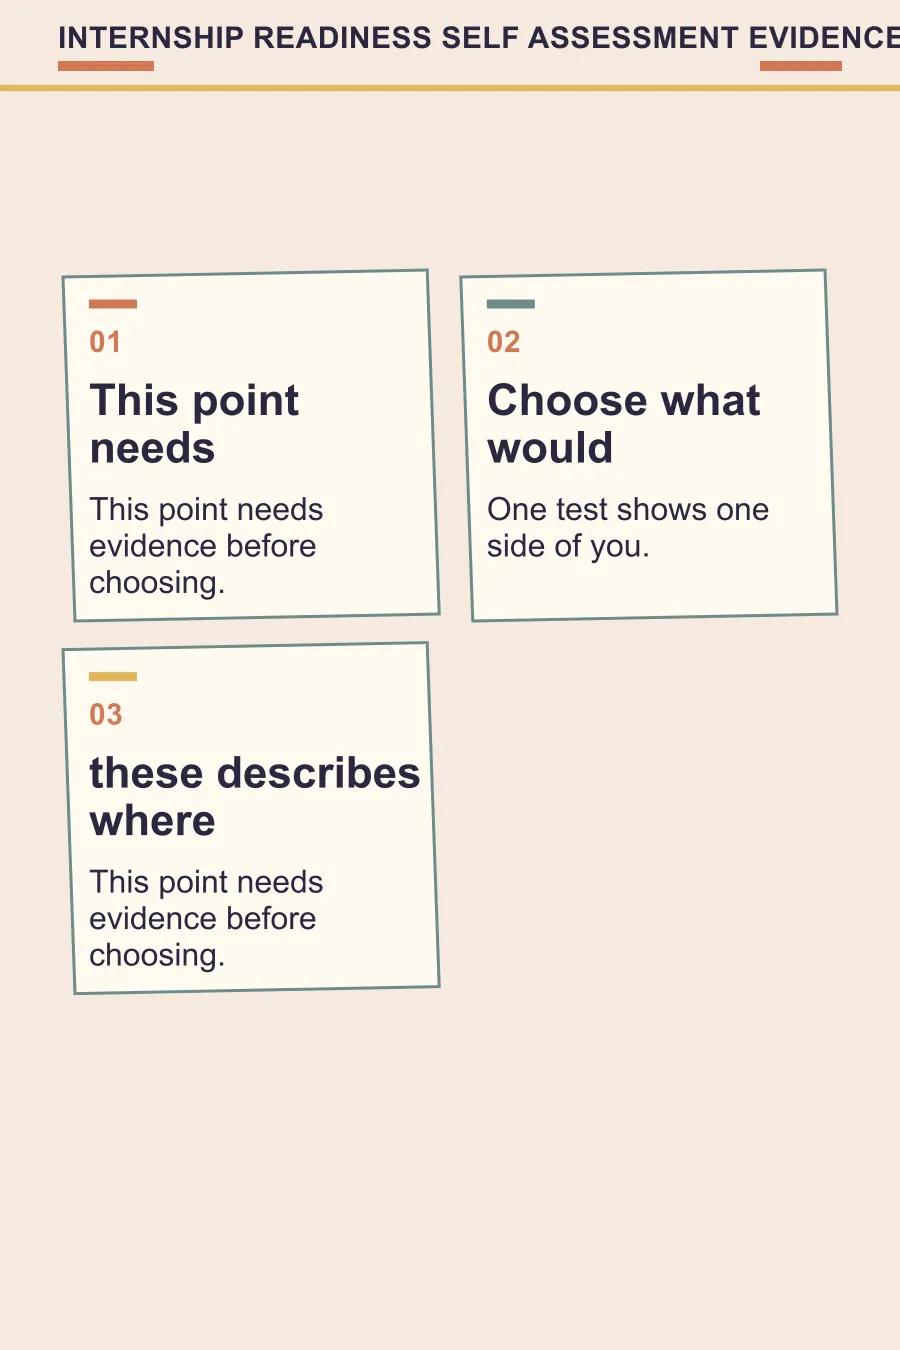 INTERNSHIP READINESS SELF ASSESSMENT EVIDENCE
01
This point
needs
This point needs
evidence before
choosing.
02
Choose what
would
One test shows one
side of you.
03
these describes
where
This point needs
evidence before
choosing.